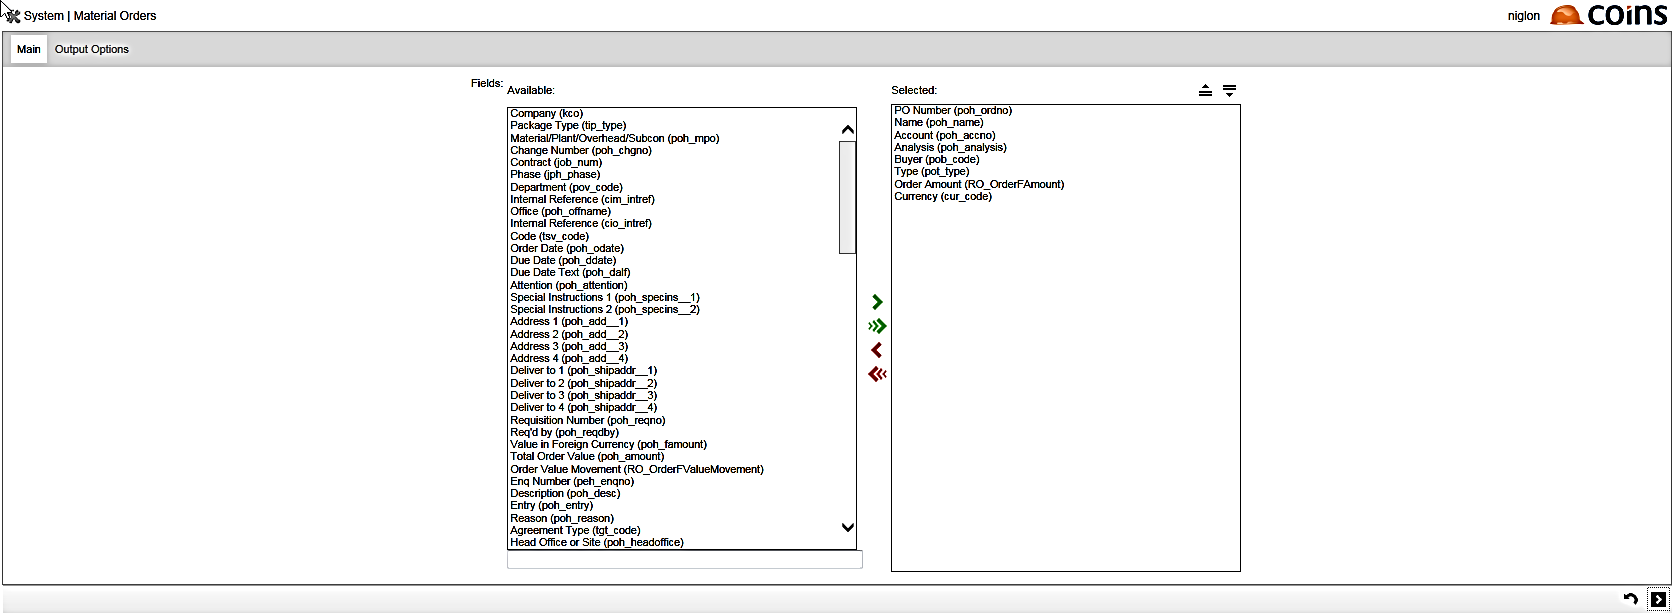 System | Material Orders
niglon
coins
Main
Output Options
Fields:
Available:
Company (kco)
Package Type (tip_type)
Material/Plant/Overhead/Subcon (poh_mpo)
Change Number (poh_chgno)
Contract (job_num)
Phase (jph_phase)
Department (pov_code)
Internal Reference (cim_intref)
Office (poh_offname)
Internal Reference (cio_intref)
Code (tsv_code)
Order Date (poh_odate)
Due Date (poh_ddate)
Due Date Text (poh_dalf)
Attention (poh_attention)
Special Instructions 1 (poh_specins__1)
Special Instructions 2 (poh_specins__2)
Address 1 (poh_add__1)
Address 2 (poh_add__2)
Address 3 (poh_add__3)
Address 4 (poh_add__4)
Deliver to 1 (poh_shipaddr__1)
Deliver to 2 (poh_shipaddr__2)
Deliver to 3 (poh_shipaddr__3)
Deliver to 4 (poh_shipaddr__4)
Requisition Number (poh_reqno)
Req'd by (poh_reqdby)
Value in Foreign Currency (poh_famount)
Total Order Value (poh_amount)
Order Value Movement (RO_OrderFValueMovement)
Enq Number (peh_enqno)
Description (poh_desc)
Entry (poh_entry)
Reason (poh_reason)
Agreement Type (tgt_code)
Head Office or Site (poh_headoffice)
Selected:
PO Number (poh_ordno)
Name (poh_name)
Account (poh_accno)
Analysis (poh_analysis)
Buyer (pob_code)
Type (pot_type)
Order Amount (RO_OrderFAmount)
Currency (cur_code)